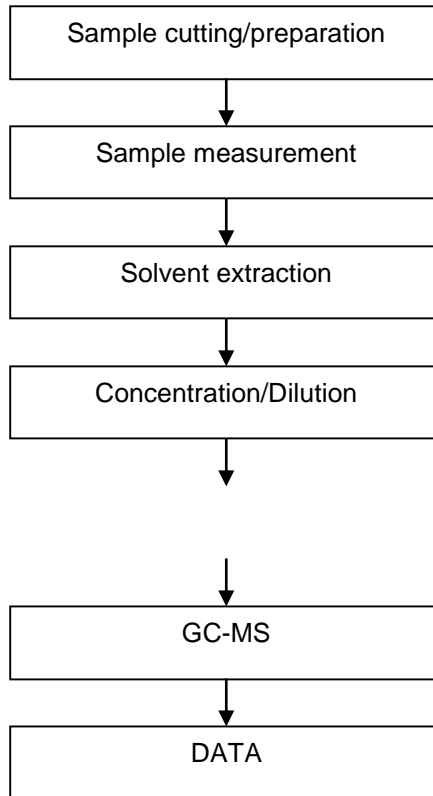 Sample cutting/preparation
Sample measurement
Solvent extraction
Concentration/Dilution
GC-MS
DATA